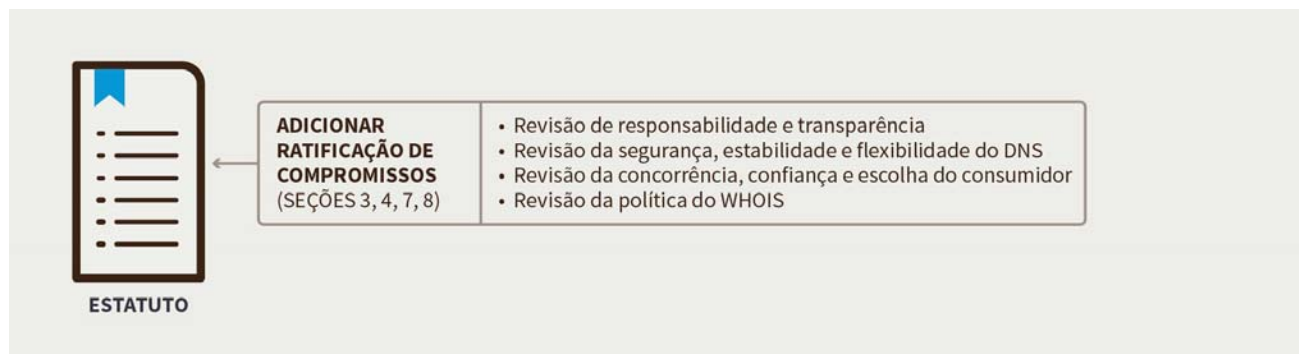 ADICIONAR
RATIFICAÇÃO DE
COMPROMISSOS
(SEÇÕES 3, 4, 7, 8)
• Revisão de responsabilidade e transparência
• Revisão da segurança, estabilidade e flexibilidade do DNS
• Revisão da concorrência, confiança e escolha do consumidor
• Revisão da política do WHOIS
ESTATUTO